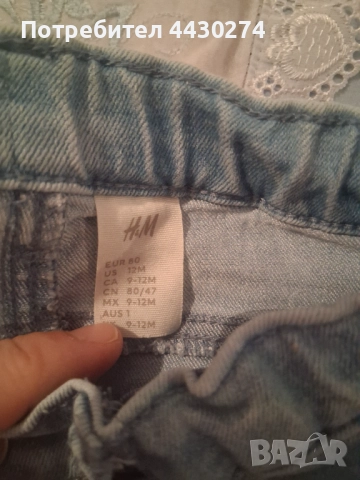 Потребител 4430274
H&M
EUR 80
US 12M
CA 9-12M
CN 80/47
MX 9-12M
AUS 1
9-12M
BAZAR